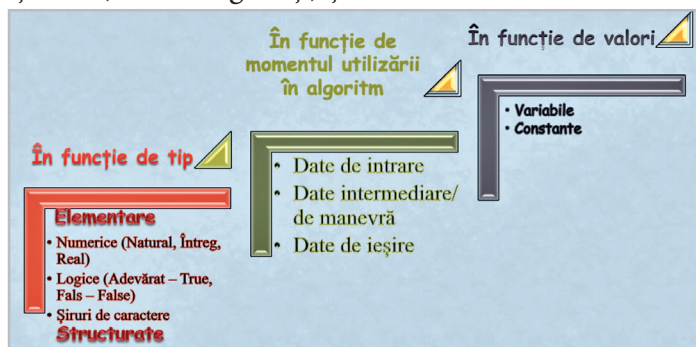 În funcție de tip
Elementare
• Numerice (Natural, Întreg,
Real)
• Logice (Adevărat – True,
Fals – False)
• Șiruri de caractere
Structurate
În funcție de
momentul utilizării
în algoritm
• Date de intrare
• Date intermediare/
de manevră
• Date de ieșire
În funcție de valori
• Variabile
• Constante